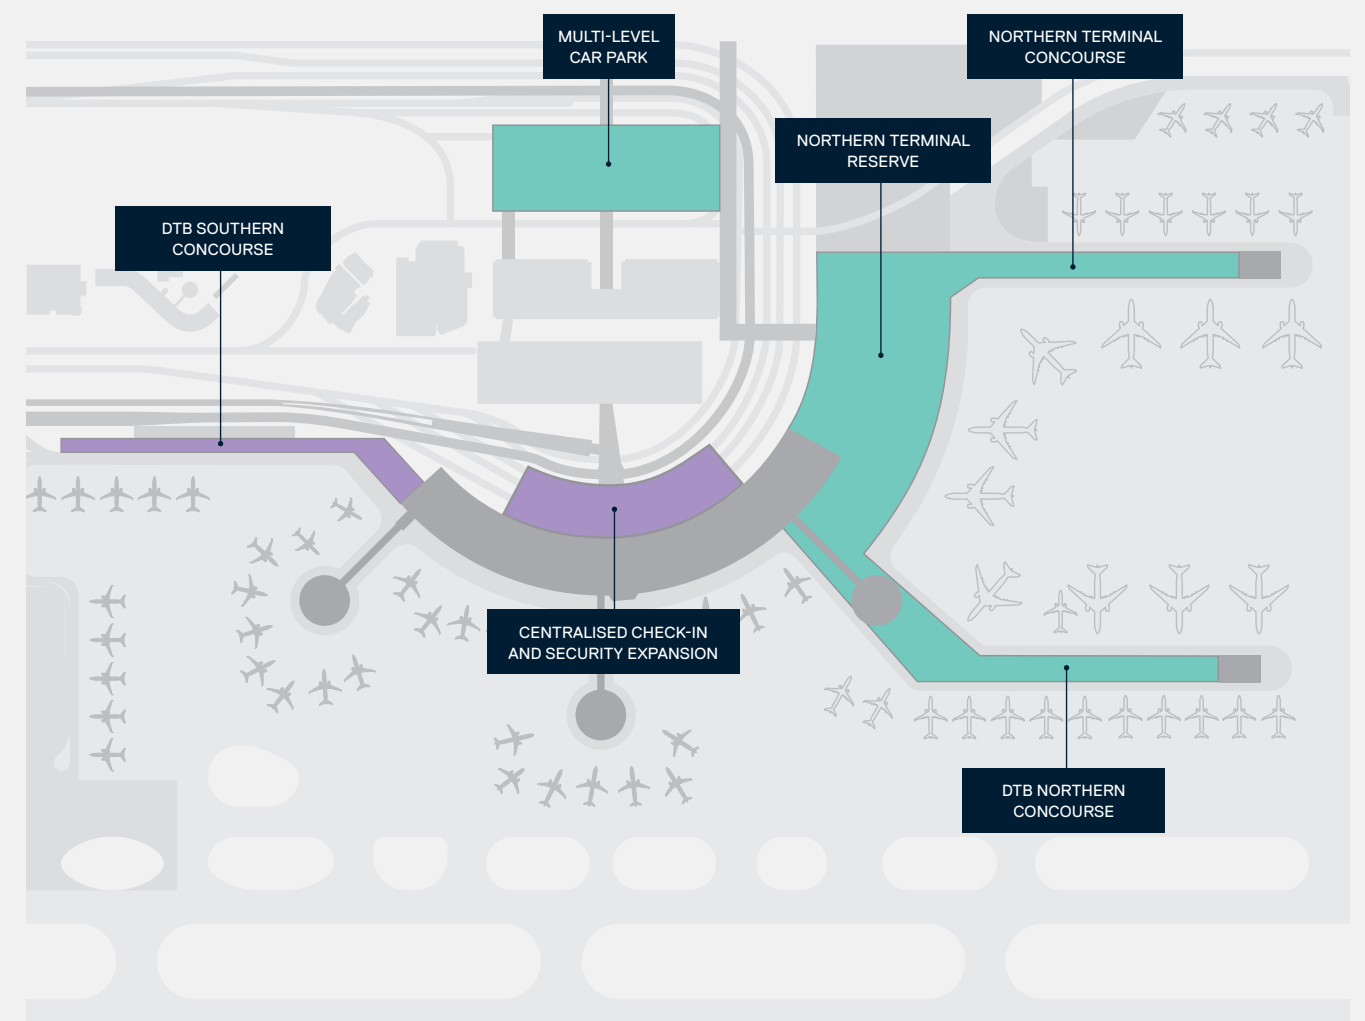 MULTI-LEVEL
CAR PARK
NORTHERN TERMINAL
CONCOURSE
NORTHERN TERMINAL
RESERVE
DTB SOUTHERN
CONCOURSE
CENTRALISED CHECK-IN
AND SECURITY EXPANSION
DTB NORTHERN
CONCOURSE